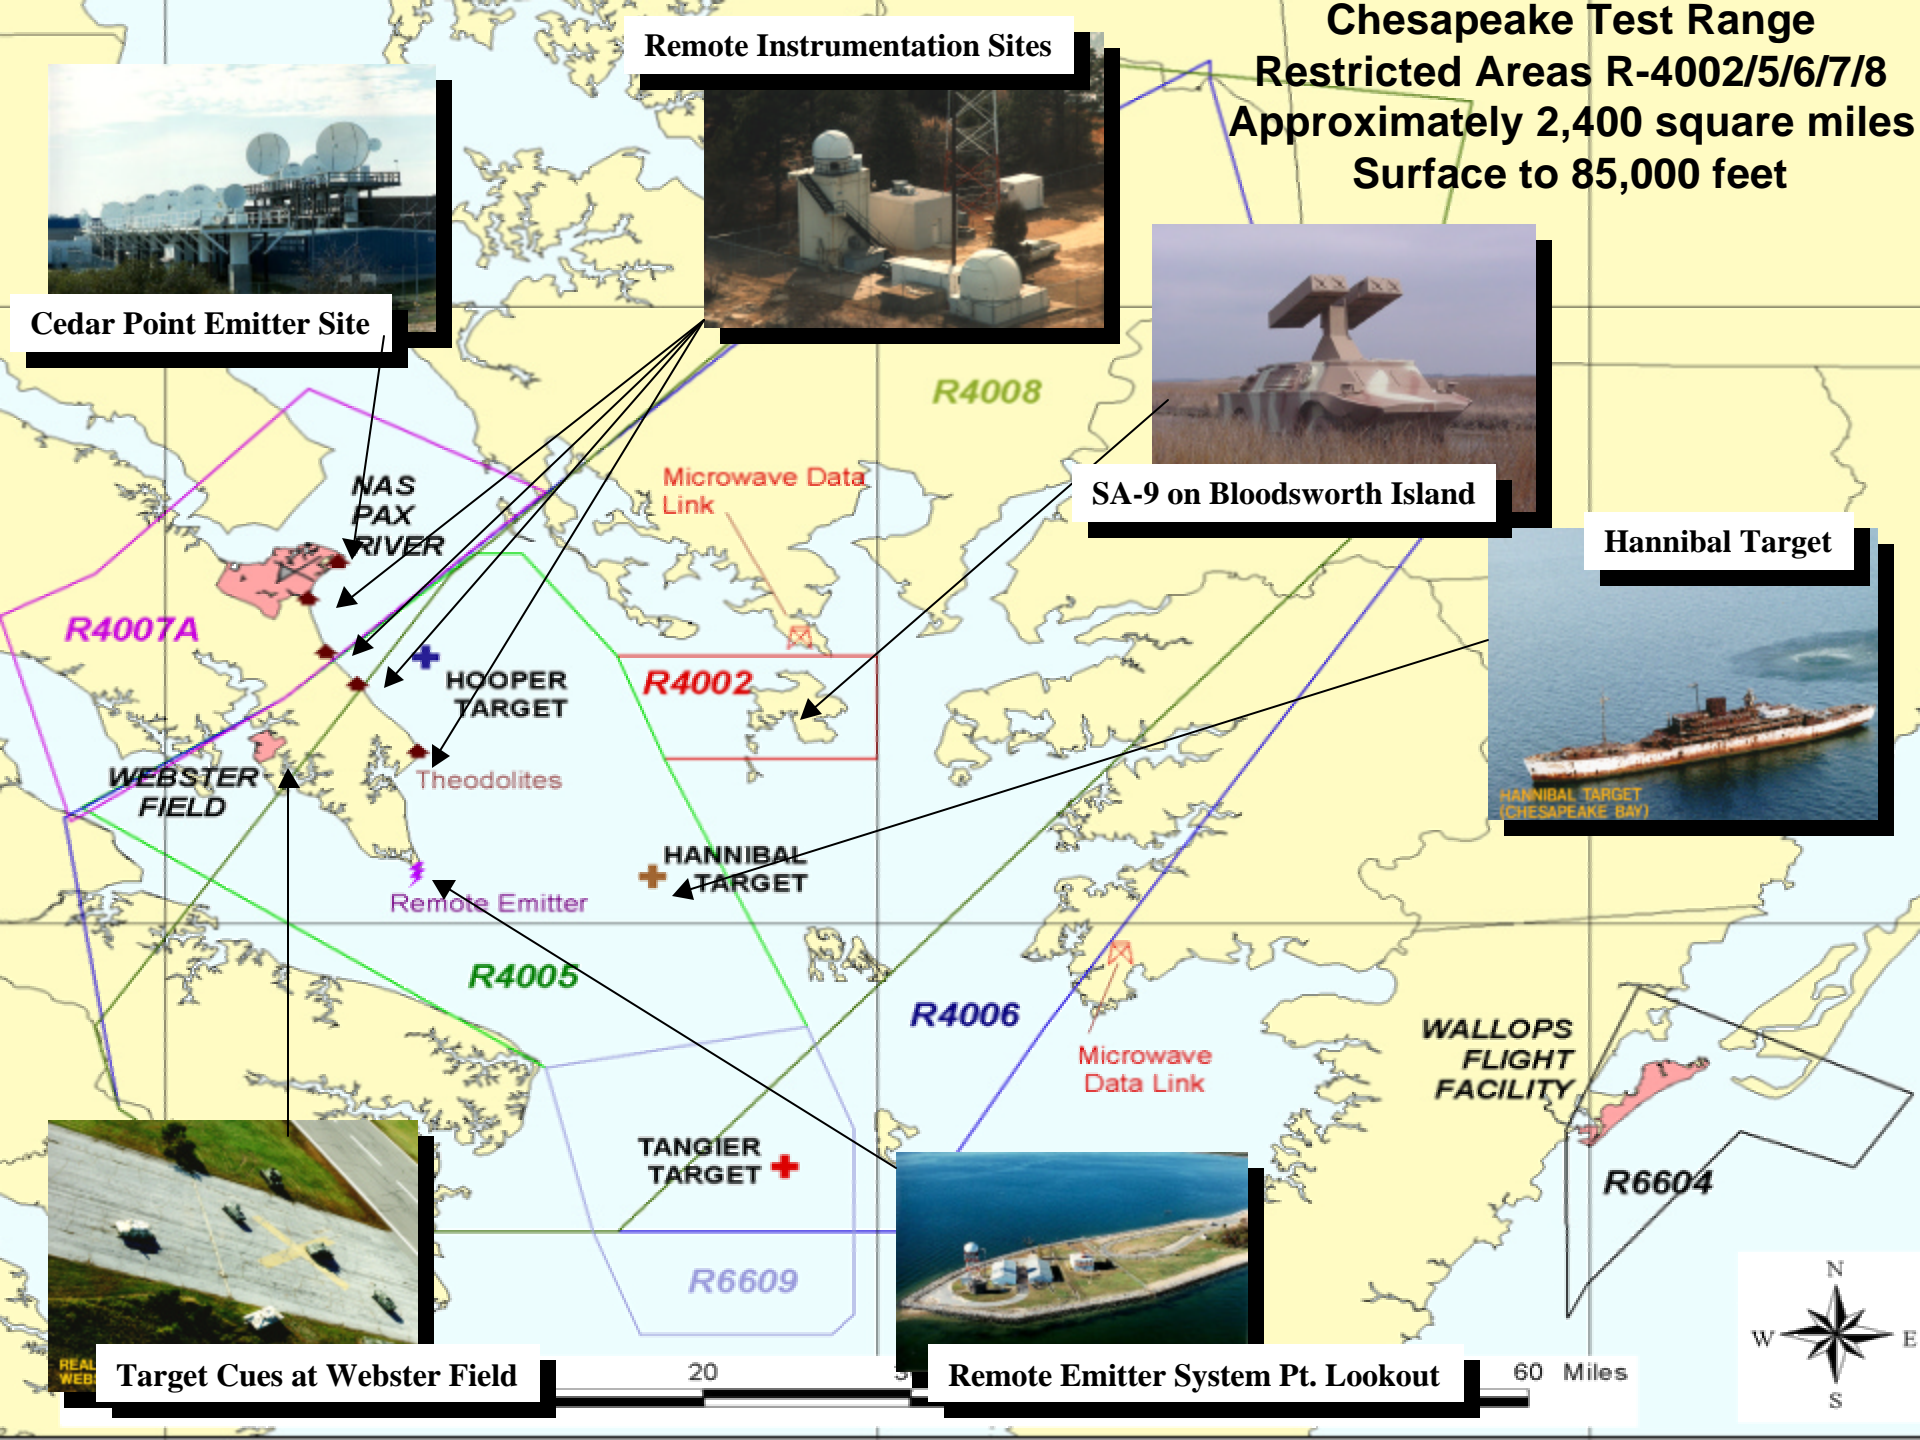 Chesapeake Test Range
Restricted Areas R-4002/5/6/7/8
Approximately 2,400 square miles
Surface to 85,000 feet
Remote Instrumentation Sites
Cedar Point Emitter Site
R4008
Microwave Data
Link
SA-9 on Bloodsworth Island
Hannibal Target
NAS
PAX
RIVER
R4007A
HOOPER
TARGET
R4002
WEBSTER
FIELD
Theodolites
HANNIBAL TARGET
(CHESAPEAKE BAY)
HANNIBAL
TARGET
Remote Emitter
R4005
R4006
Microwave
Data Link
WALLOPS
FLIGHT
FACILITY
TANGIER
TARGET
R6604
R6609
N
W E
S
REAL
WEBS
Target Cues at Webster Field
20
Remote Emitter System Pt. Lookout
60 Miles